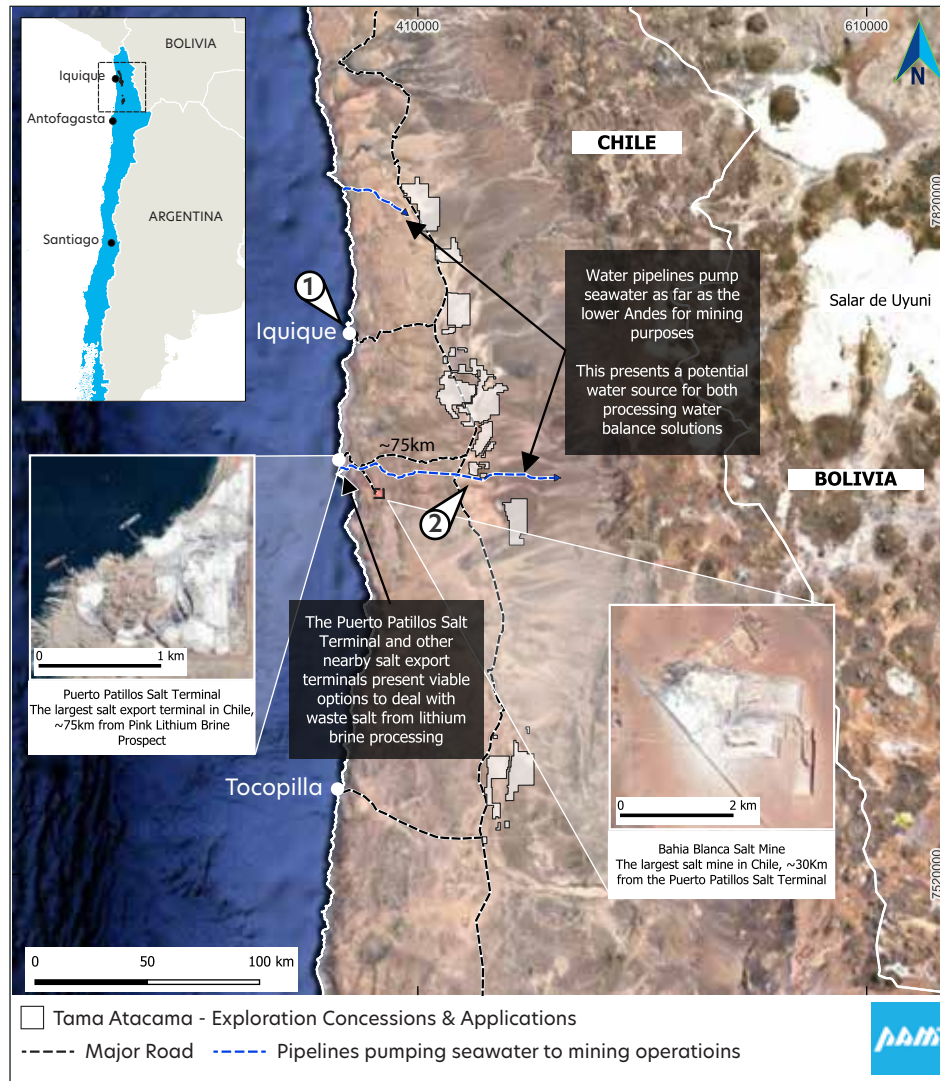 410000
610000
BOLIVIA
Iquique
Antofagasta
ARGENTINA
Santiago
N
CHILE
7820000
Water pipelines pump
seawater as far as the
lower Andes for mining
purposes
This presents a potential
water source for both
processing water
balance solutions
Salar de Uyuni
1
Iquique
~75km
BOLIVIA
2
0 1 km
Puerto Patillos Salt Terminal
The largest salt export terminal in Chile,
~75km from Pink Lithium Brine
Prospect
The Puerto Patillos Salt
Terminal and other
nearby salt export
terminals present viable
options to deal with
waste salt from lithium
brine processing
Tocopilla
0 2 km
Bahia Blanca Salt Mine
The largest salt mine in Chile, ~30Km
from the Puerto Patillos Salt Terminal
7520000
0 50 100 km
Tama Atacama - Exploration Concessions & Applications
Major Road
Pipelines pumping seawater to mining operatioins